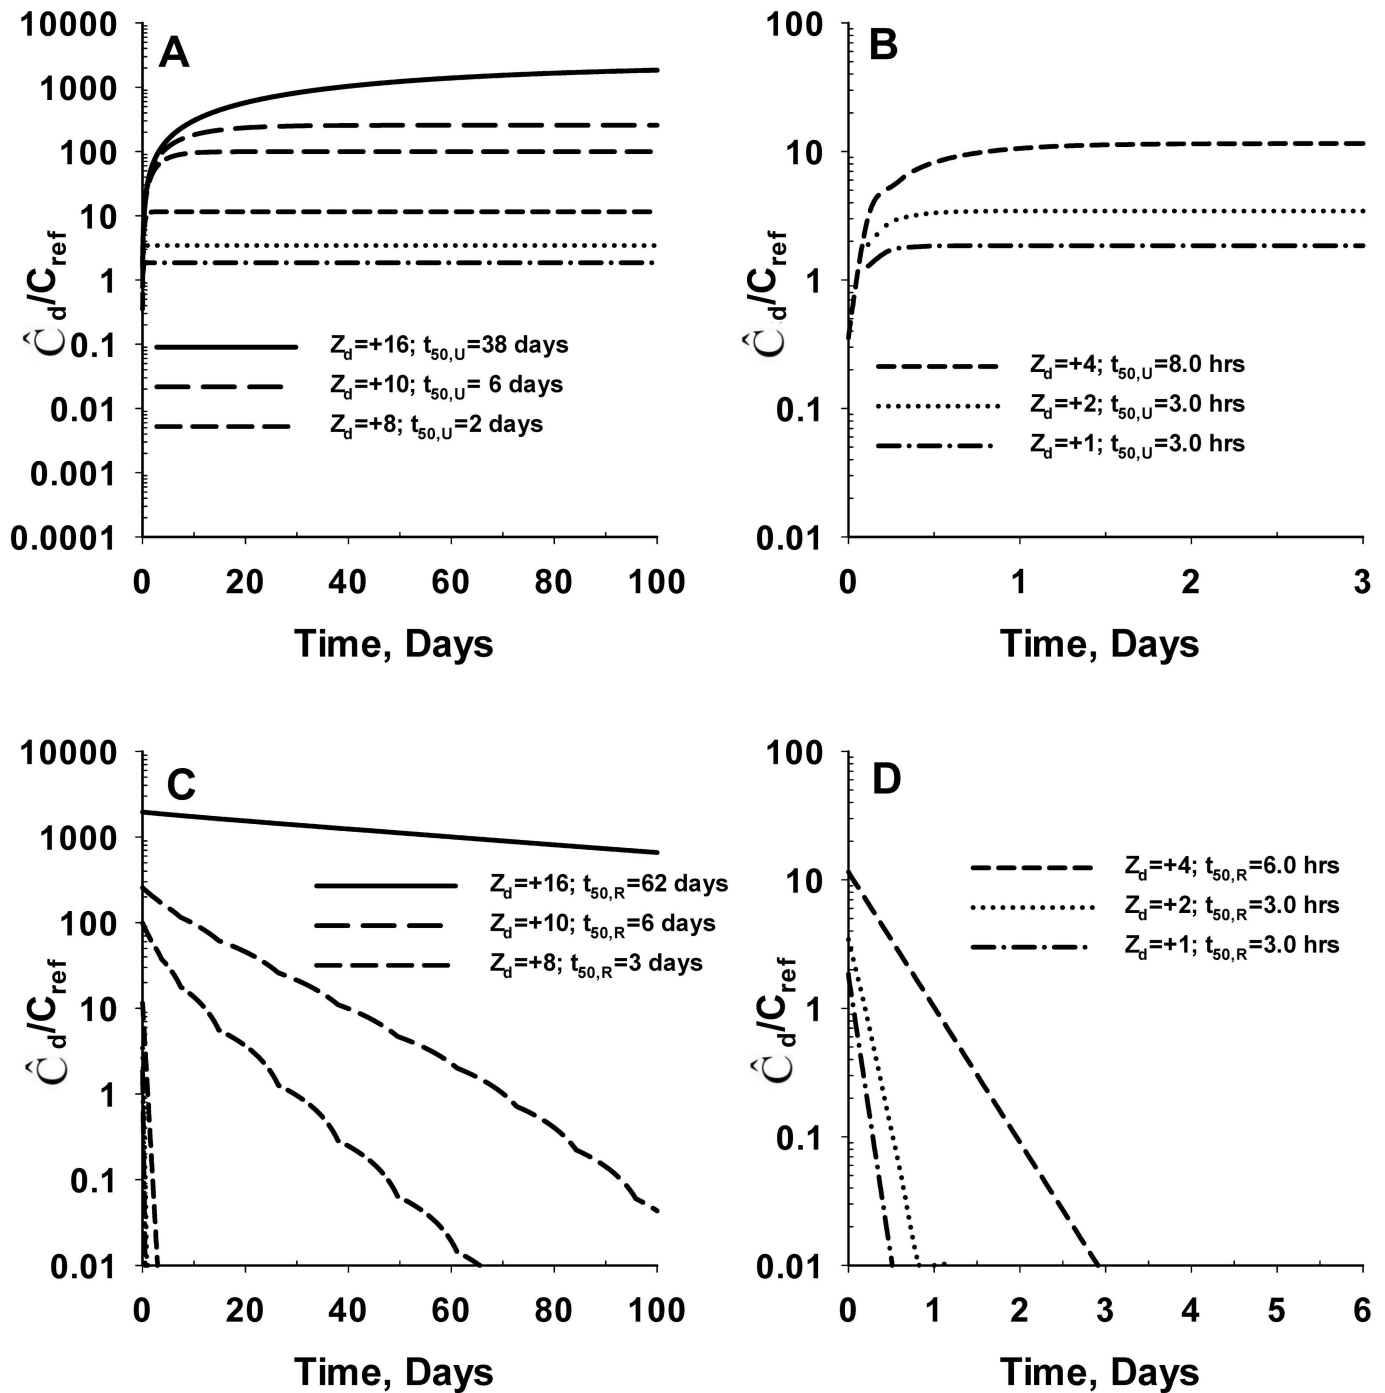 A
10000
1000
100
10
1
0.1
0.01
0.001
0.0001
Ĉd/Cref
Zd=+16; t50,U=38 days
Zd=+10; t50,U= 6 days
Zd=+8; t50,U=2 days
0 20 40 60 80 100
Time, Days
B
100
10
1
0.1
0.01
Ĉd/Cref
Zd=+4; t50,U=8.0 hrs
Zd=+2; t50,U=3.0 hrs
Zd=+1; t50,U=3.0 hrs
0 1 2 3
Time, Days
C
10000
1000
100
10
1
0.1
0.01
Ĉd/Cref
Zd=+16; t50,R=62 days
Zd=+10; t50,R=6 days
Zd=+8; t50,R=3 days
0 20 40 60 80 100
Time, Days
D
100
10
1
0.1
0.01
Ĉd/Cref
Zd=+4; t50,R=6.0 hrs
Zd=+2; t50,R=3.0 hrs
Zd=+1; t50,R=3.0 hrs
0 1 2 3 4 5 6
Time, Days